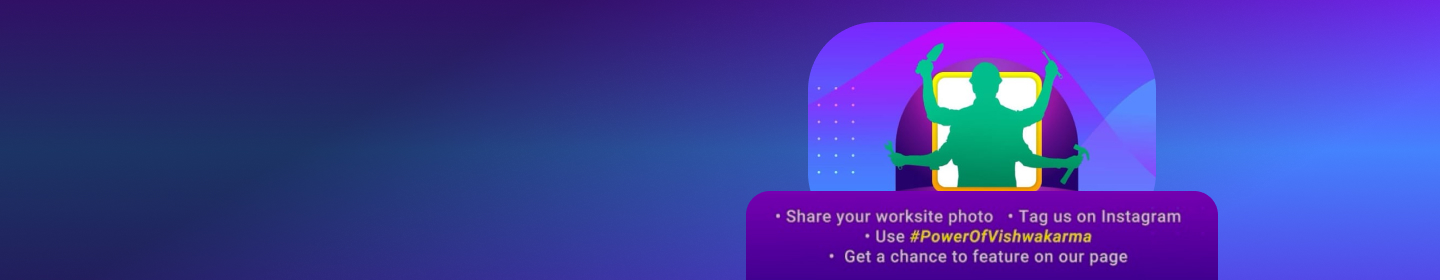 • Share your worksite photo • Tag us on Instagram
• Use #PowerOfVishwakarma
• Get a chance to feature on our page